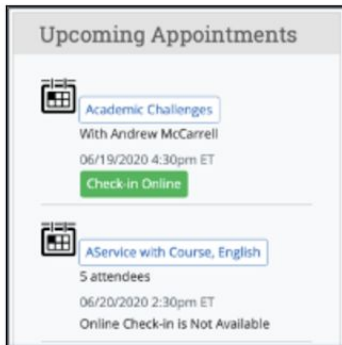 Upcoming Appointments
Academic Challenges
With Andrew McCarrell
06/19/2020 4:30pm ET
Check-in Online
AService with Course, English
5 attendees
06/20/2020 2:30pm ET
Online Check-in is Not Available